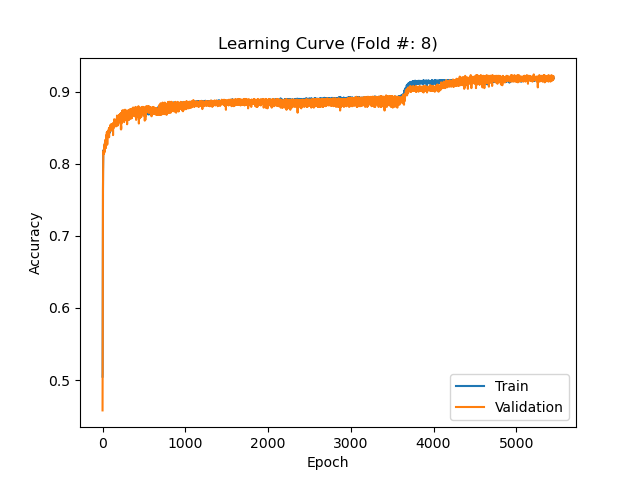 Learning Curve (Fold #: 8)
Accuracy
0.9
0.8
0.7
0.6
0.5
Train
Validation
0 1000 2000 3000 4000 5000
Epoch